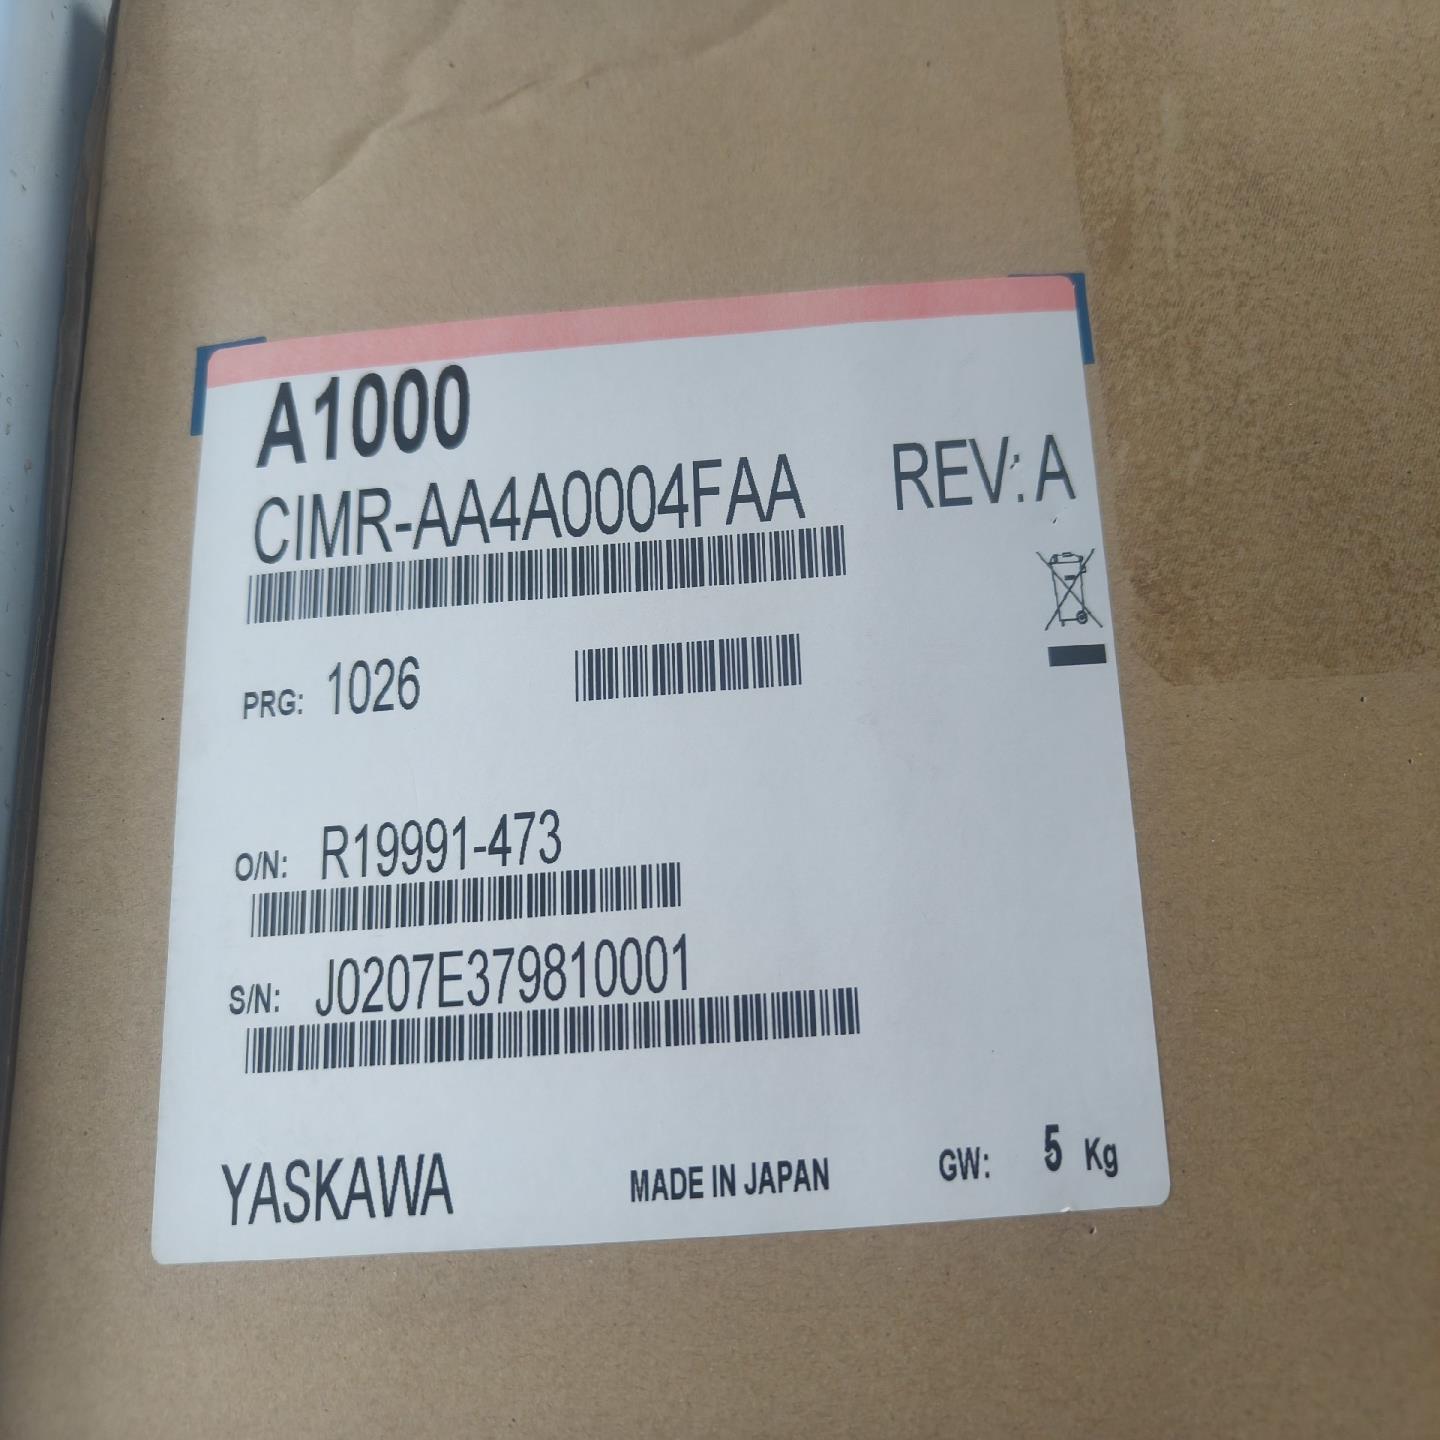 A1000
CIMR-AA4A0004FAA REV: A
PRG: 1026
O/N: R19991-473
S/N: J0207E379810001
YASKAWA MADE IN JAPAN GW: 5 Kg